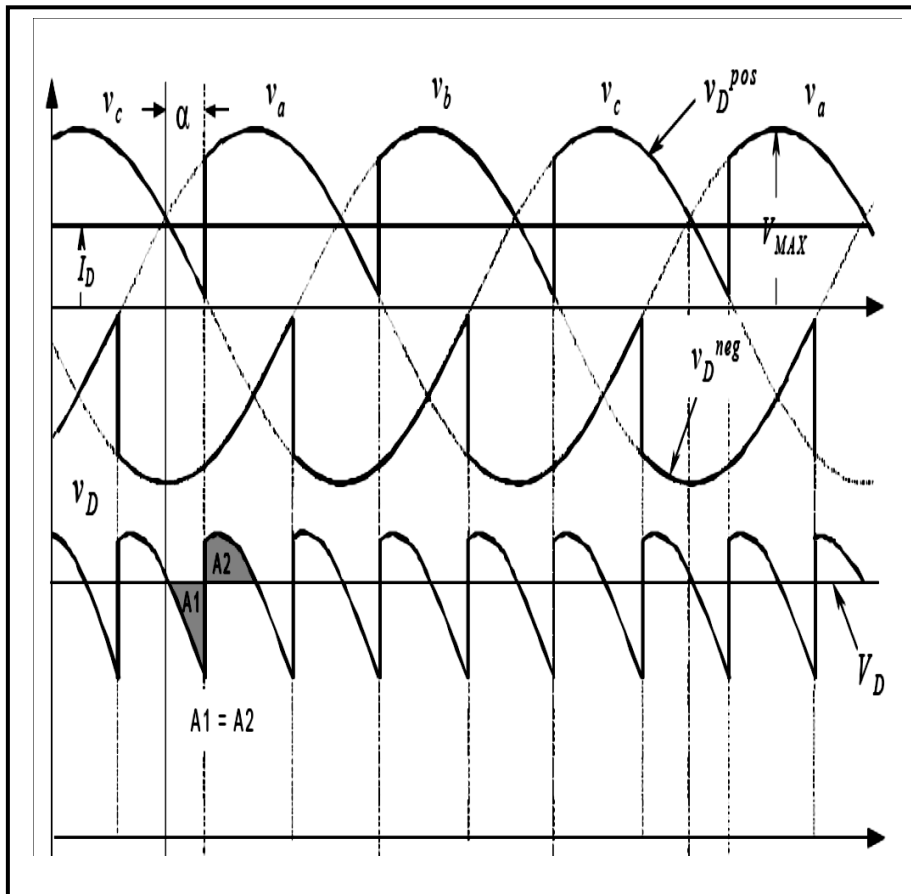 v_c
α
v_a
v_b
v_c
v_D^pos
v_a
V_MAX
I_D
v_D^neg
v_D
A2
A1
V_D
A1 = A2